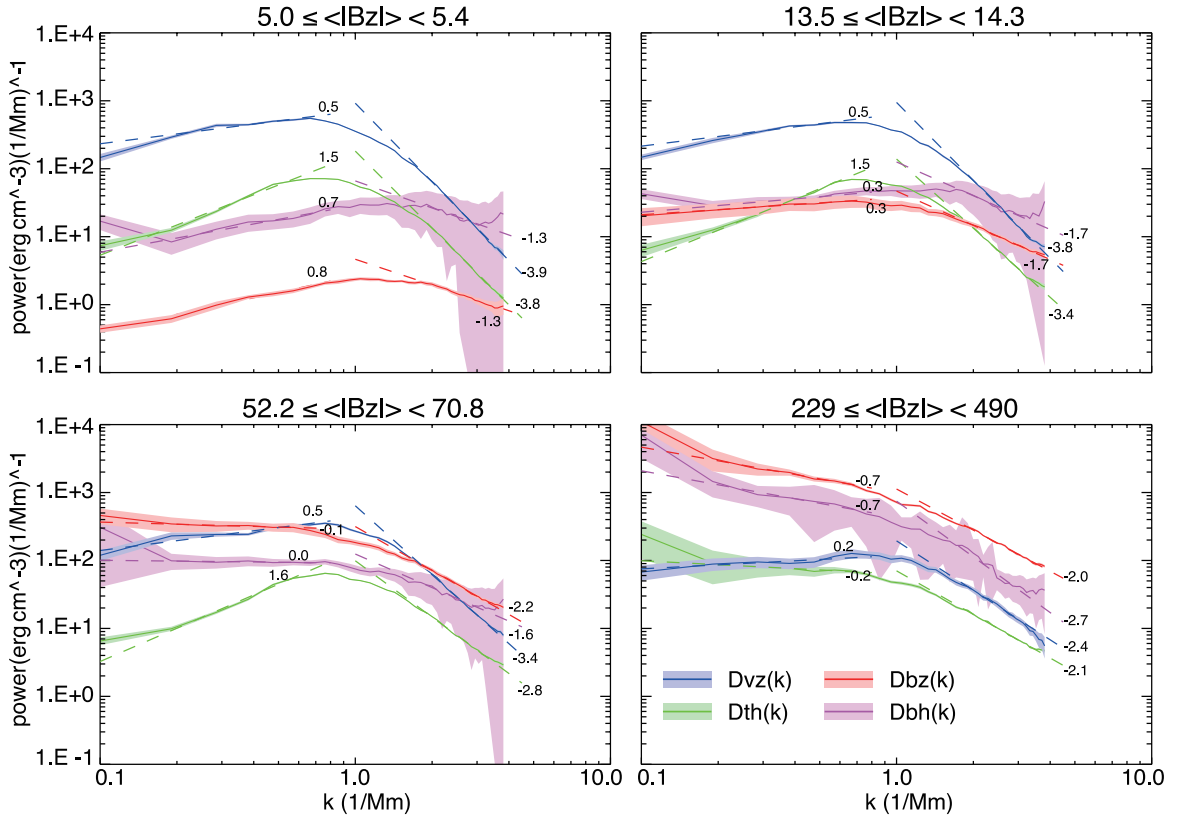 5.0 ≤ <|Bz|> < 5.4
13.5 ≤ <|Bz|> < 14.3
power(erg cm^-3)(1/Mm)^-1
1.E+4
1.E+3
1.E+2
1.E+1
1.E+0
1.E -1
0.5
1.5
0.7
0.8
-1.3
-3.9
-3.8
-1.3
0.5
1.5
0.3
0.3
-1.7
-3.8
-1.7
-3.4
52.2 ≤ <|Bz|> < 70.8
229 ≤ <|Bz|> < 490
power(erg cm^-3)(1/Mm)^-1
1.E+4
1.E+3
1.E+2
1.E+1
1.E+0
1.E -1
0.5
-0.1
0.0
1.6
-2.2
-1.6
-3.4
-2.8
-0.7
-0.7
0.2
-0.2
-2.0
-2.7
-2.4
-2.1
Dvz(k)
Dbz(k)
Dth(k)
Dbh(k)
0.1
1.0
10.0
0.1
1.0
10.0
k (1/Mm)
k (1/Mm)